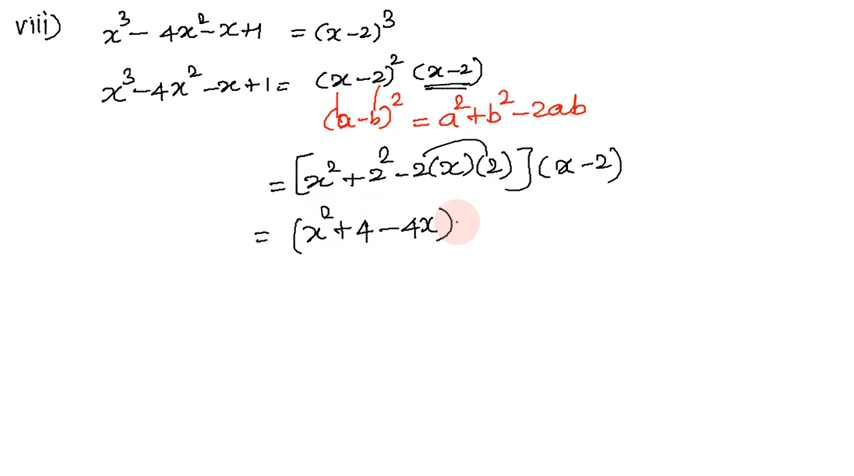 viii) x³ - 4x² - x + 1 = (x - 2)³
x³ - 4x² - x + 1 = (x - 2)² (x - 2)
(a - b)² = a² + b² - 2ab
= [x² + 2² - 2(x)(2)] (x - 2)
= (x² + 4 - 4x)